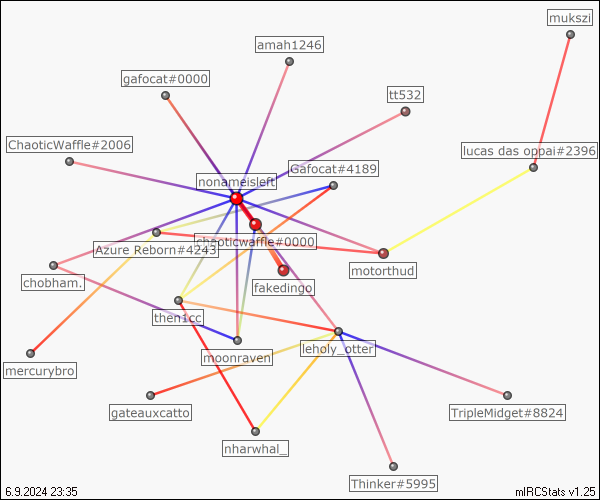 mukszi
amah1246
gafocat#0000
tt532
ChaoticWaffle#2006
lucas das oppai#2396
Gafocat#4189
nonameisleft
chaoticwaffle#0000
Azure Reborn#4243
motorthud
chobham.
fakedingo
then1cc
leholy_otter
moonraven
mercurybro
gateauxcatto
TripleMidget#8824
nharwhal_
Thinker#5995
6.9.2024 23:35
mIRCStats v1.25